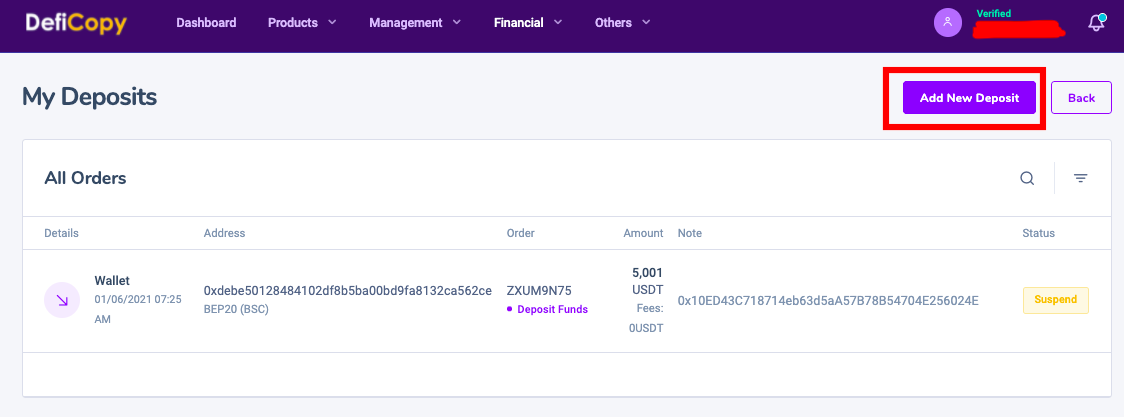 DefiCopy
Dashboard Products Management Financial Others
Verified
My Deposits
Add New Deposit Back
All Orders
Details Address Order Amount Note Status
Wallet
01/06/2021 07:25
AM
0xdebe50128484102df8b5ba00bd9fa8132ca562ce
BEP20 (BSC)
ZXUM9N75
Deposit Funds
5,001
USDT
Fees:
0USDT
0x10ED43C718714eb63d5aA57B78B54704E256024E
Suspend